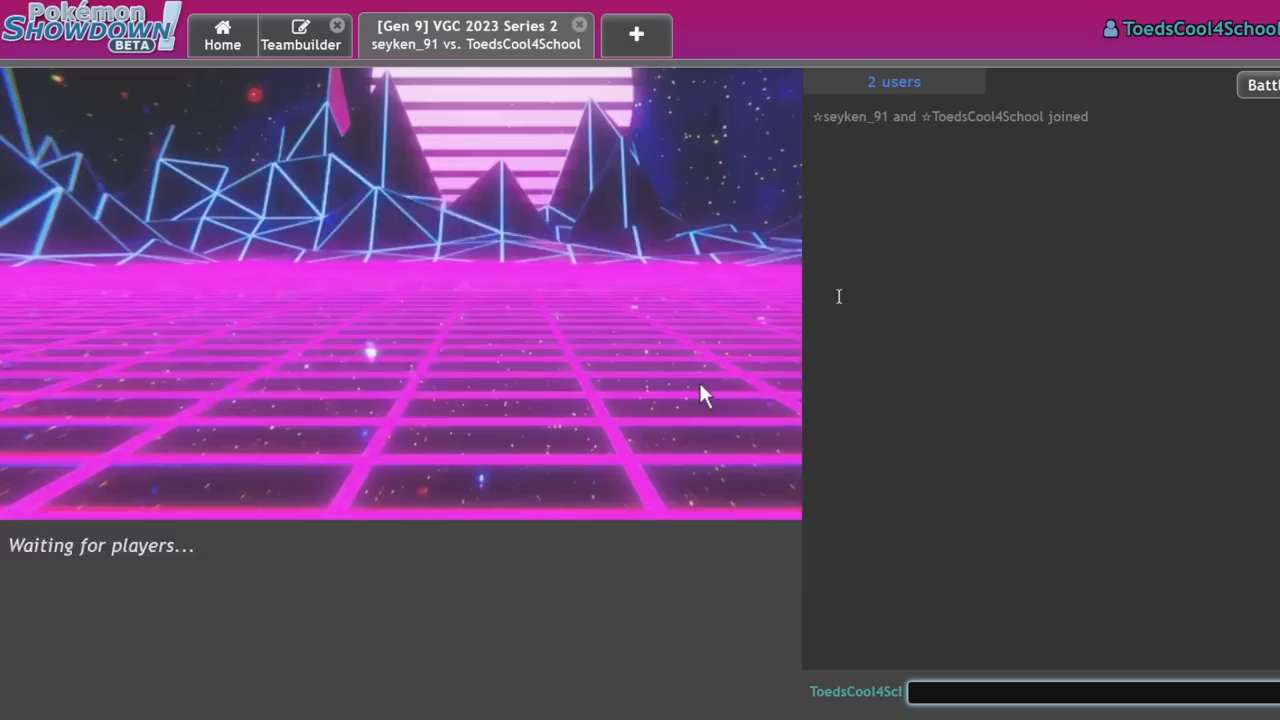 Pokémon
SHOWDOWN!
BETA
Home
Teambuilder
[Gen 9] VGC 2023 Series 2
seyken_91 vs. ToedsCool4School
+
ToedsCool4School
2 users
Battl
☆seyken_91 and ☆ToedsCool4School joined
Waiting for players...
ToedsCool4Scl